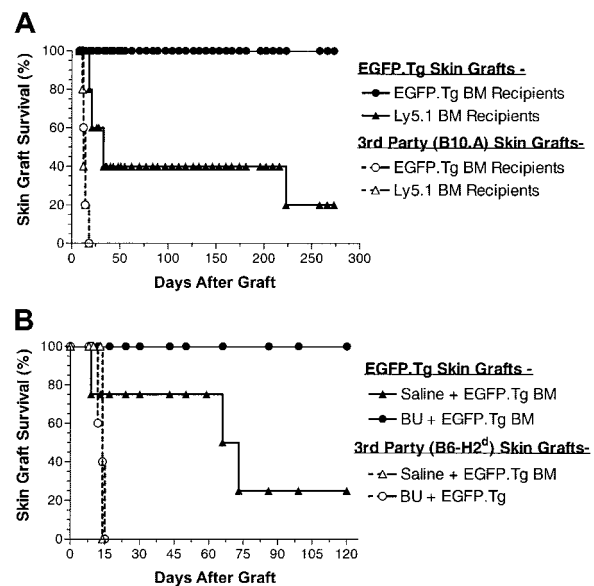 A
Skin Graft Survival (%)
100
80
60
40
20
0
0 50 100 150 200 250 300
Days After Graft
EGFP.Tg Skin Grafts -
EGFP.Tg BM Recipients
Ly5.1 BM Recipients
3rd Party (B10.A) Skin Grafts-
EGFP.Tg BM Recipients
Ly5.1 BM Recipients
B
Skin Graft Survival (%)
100
80
60
40
20
0
0 15 30 45 60 75 90 105 120
Days After Graft
EGFP.Tg Skin Grafts -
Saline + EGFP.Tg BM
BU + EGFP.Tg BM
3rd Party (B6-H2d) Skin Grafts-
Saline + EGFP.Tg BM
BU + EGFP.Tg